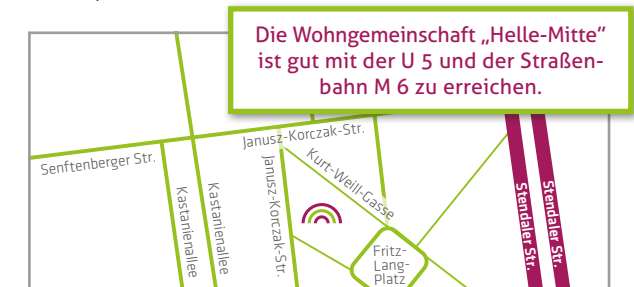 Die Wohngemeinschaft „Helle-Mitte"
ist gut mit der U 5 und der Straßen-
bahn M 6 zu erreichen.
Janusz-Korczak-Str.
Senftenberger Str.
Kurt-Weill-Gasse
Janusz-Korczak-Str.
Kastanienallee
Kastanienallee
Stendaler Str.
Stendaler Str.
Fritz-
Lang-
Platz